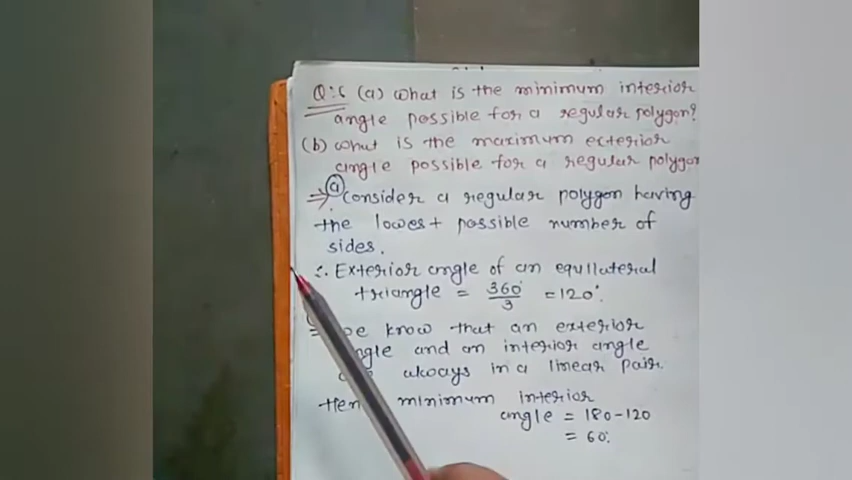 Q:6 (a) What is the minimum interior
angle possible for a regular polygon?
(b) What is the maximum exterior
angle possible for a regular polygon
⇒ (a) Consider a regular polygon having
the lowest possible number of
sides.
∴ Exterior angle of an equilateral
triangle = 360°/3 = 120°.
know that an exterior
and an interior angle
always in a linear pair.
minimum interior
angle = 180-120
= 60°.